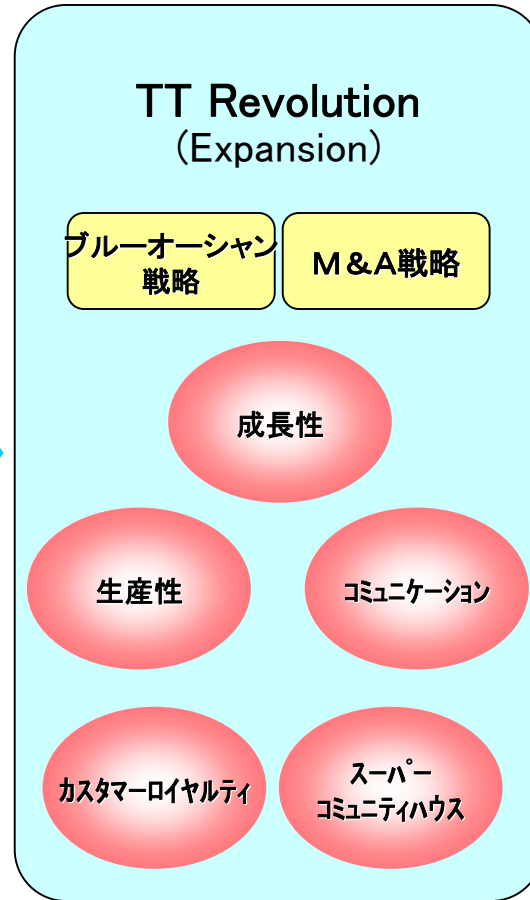 TT Revolution
(Expansion)
ブルーオーシャン
戦略
M&A戦略
成長性
生産性
コミュニケーション
カスタマーロイヤルティ
スーパー
コミュニティハウス